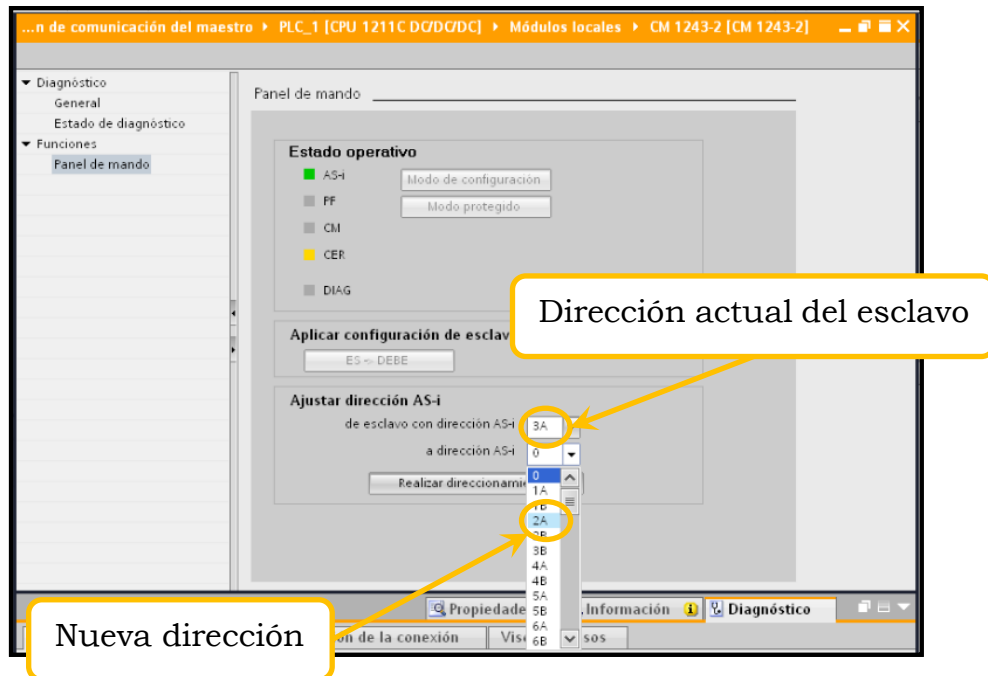 ...n de comunicación del maestro ▸ PLC_1 [CPU 1211C DC/DC/DC] ▸ Módulos locales ▸ CM 1243-2 [CM 1243-2]
Diagnóstico
General
Estado de diagnóstico
Funciones
Panel de mando
Panel de mando
Estado operativo
AS-i
Modo de configuración
PF
Modo protegido
CM
CER
DIAG
Dirección actual del esclavo
Aplicar configuración de esclav
ES <- DEBE
Ajustar dirección AS-i
de esclavo con dirección AS-i 3A
a dirección AS-i 0
Realizar direccionami
0
1A
1B
2A
2B
3B
4A
4B
5A
5B
6A
6B
Nueva dirección
Propiedade
Información
Diagnóstico
n de la conexión
Vis
sos